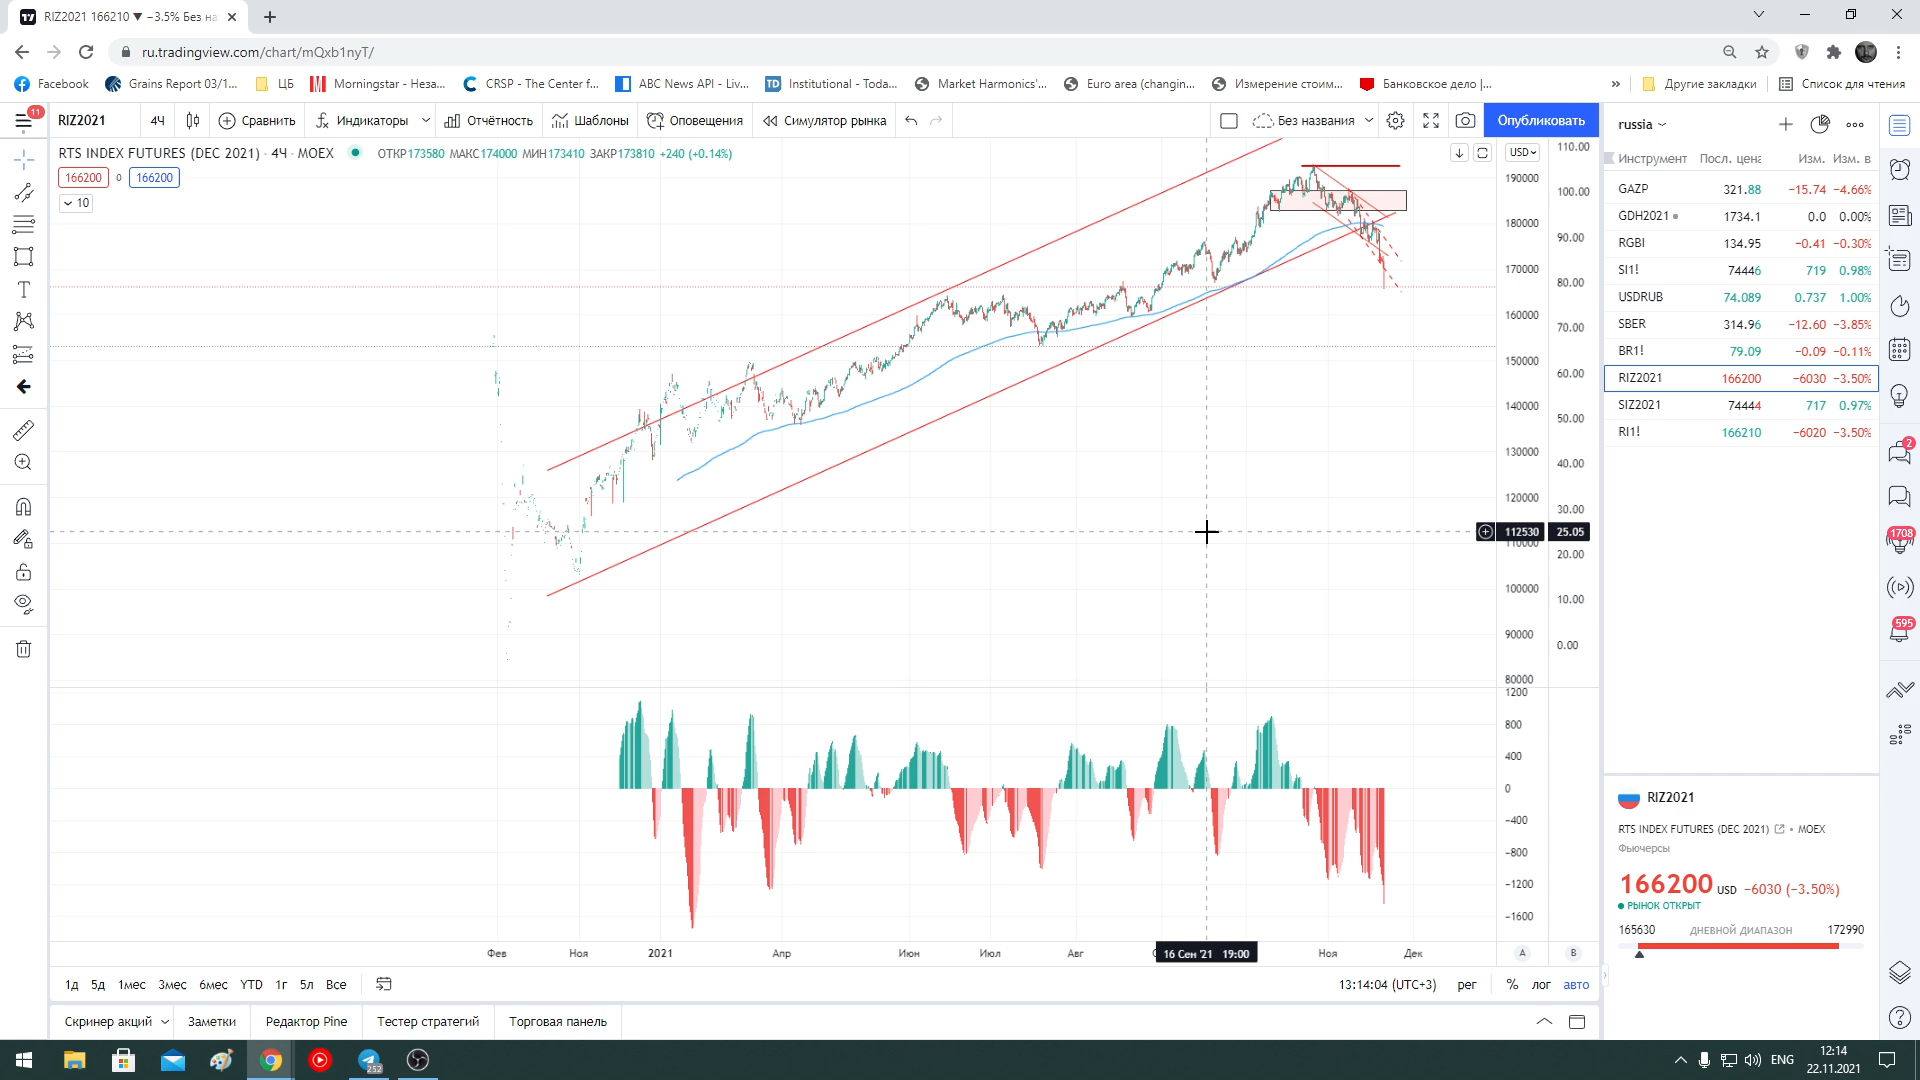 RIZ2021 166210 ▼ −3.5% Без на
ru.tradingview.com/chart/mQxb1nyT/
Facebook
Grains Report 03/1...
ЦБ
Morningstar - Неза...
CRSP - The Center f...
ABC News API - Liv...
TD Institutional - Toda...
Market Harmonics'...
Euro area (changin...
Измерение стоим...
Банковское дело |...
»
Другие закладки
Список для чтения
11
RIZ2021
4Ч
Сравнить
Индикаторы
Отчётность
Шаблоны
Оповещения
Симулятор рынка
Без названия
Опубликовать
RTS INDEX FUTURES (DEC 2021) · 4Ч · MOEX
ОТКР173580 МАКС174000 МИН173410 ЗАКР173810 +240 (+0.14%)
166200 0 166200
10
USD
190000
180000
170000
160000
150000
140000
130000
120000
112530
110000
100000
90000
80000
110.00
100.00
90.00
80.00
70.00
60.00
50.00
40.00
30.00
25.05
20.00
10.00
0.00
1200
800
400
0
−400
−800
−1200
−1600
Фев
Ноя
2021
Апр
Июн
Июл
Авг
16 Сен '21 19:00
Ноя
Дек
A
B
1д 5д 1мес 3мес 6мес YTD 1г 5л Все
13:14:04 (UTC+3)
рег
%
лог
авто
Скринер акций
Заметки
Редактор Pine
Тестер стратегий
Торговая панель
russia
Инструмент Посл. цена Изм. Изм. в
GAZP 321.88 −15.74 −4.66%
GDH2021 1734.1 0.0 0.00%
RGBI 134.95 −0.41 −0.30%
SI1! 74446 719 0.98%
USDRUB 74.089 0.737 1.00%
SBER 314.96 −12.60 −3.85%
BR1! 79.09 −0.09 −0.11%
RIZ2021 166200 −6030 −3.50%
SIZ2021 74444 717 0.97%
RI1! 166210 −6020 −3.50%
RIZ2021
RTS INDEX FUTURES (DEC 2021) • MOEX
Фьючерсы
166200 USD −6030 (−3.50%)
РЫНОК ОТКРЫТ
165630 ДНЕВНОЙ ДИАПАЗОН 172990
2
1708
595
252
ENG
12:14
22.11.2021